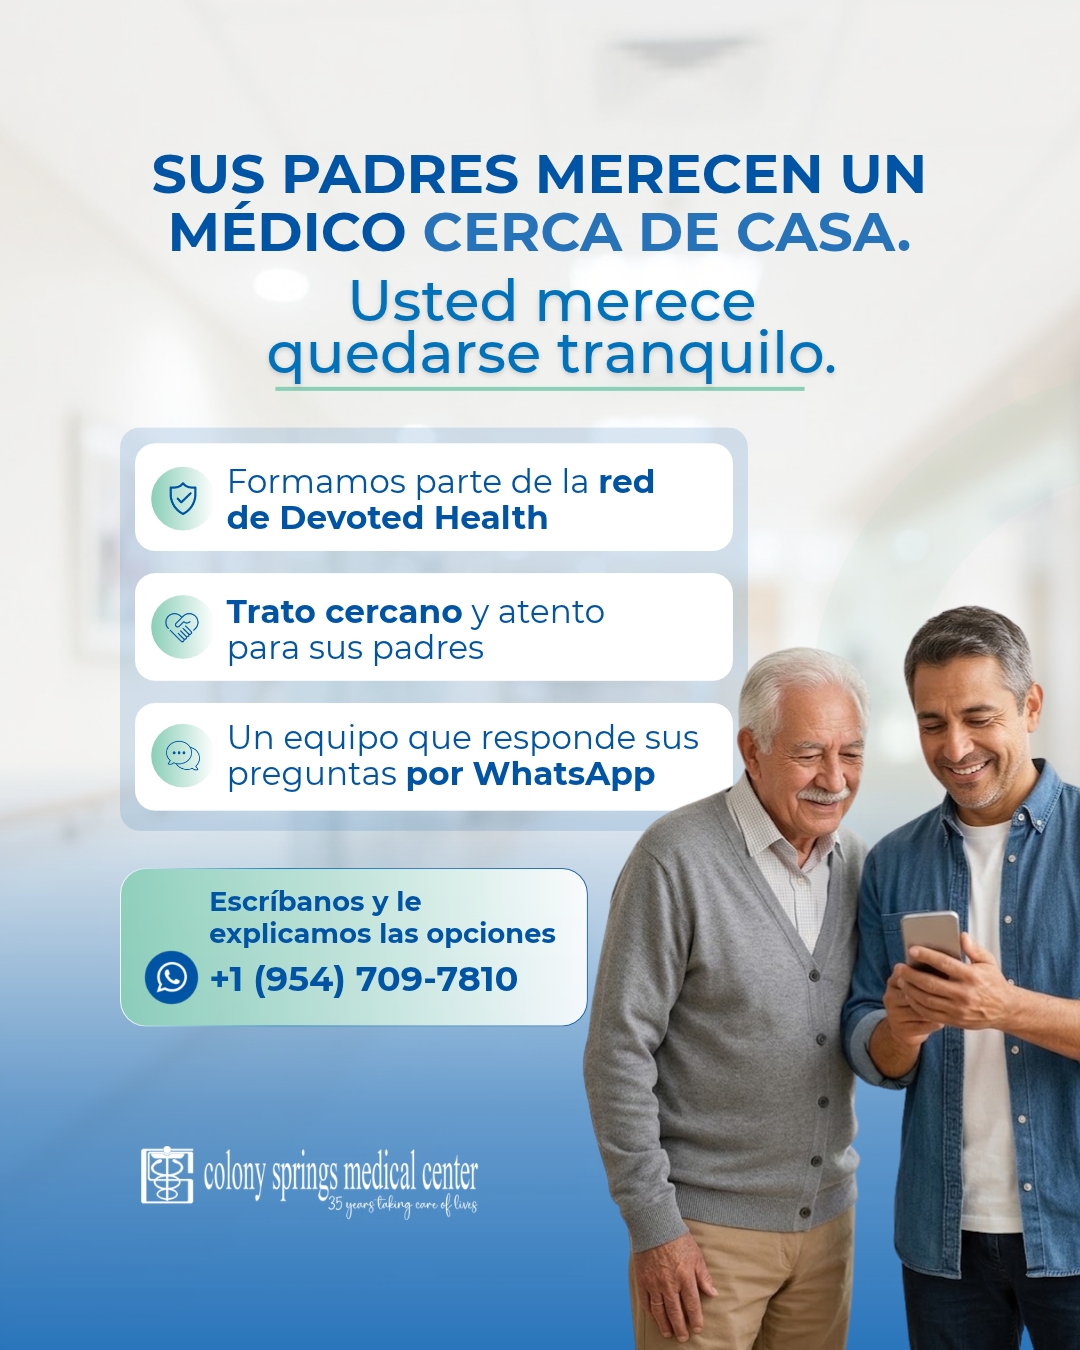 SUS PADRES MERECEN UN
MÉDICO CERCA DE CASA.
Usted merece
quedarse tranquilo.
Formamos parte de la red
de Devoted Health
Trato cercano y atento
para sus padres
Un equipo que responde sus
preguntas por WhatsApp
Escríbanos y le
explicamos las opciones
+1 (954) 709-7810
colony springs medical center
35 years taking care of lives